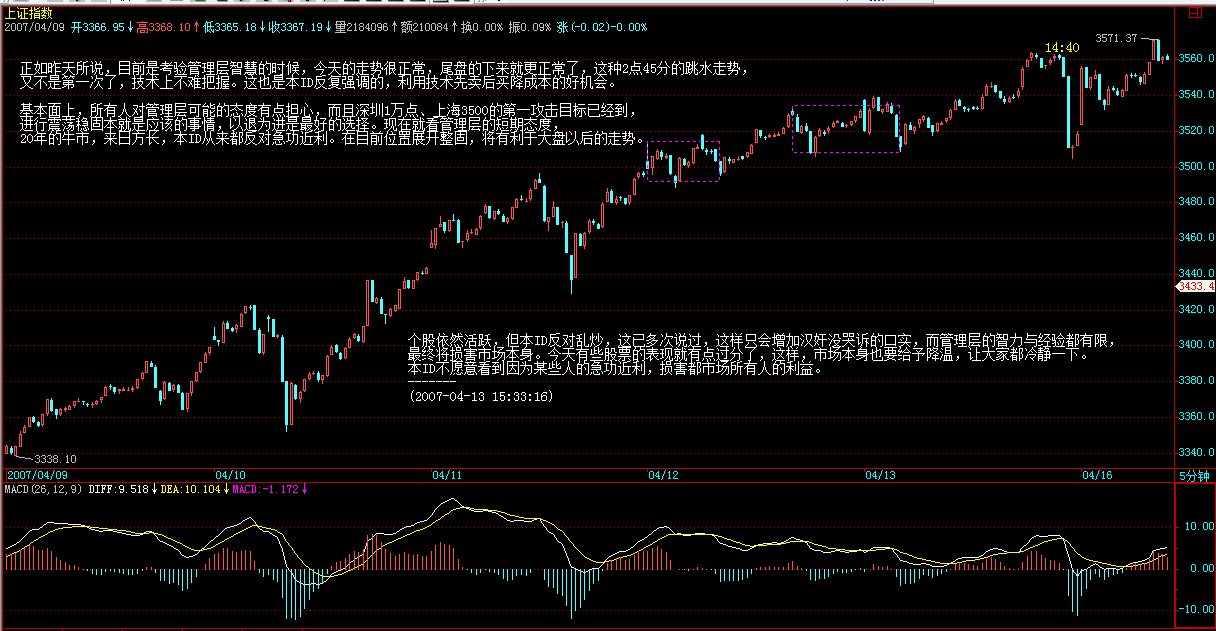 上证指数
2007/04/09 开3366.95↓高3368.10↑低3365.18↓收3367.19↓量2184096↑额210084↑换0.00% 振0.09% 涨(-0.02)-0.00%
正如昨天所说，目前是考验管理层智慧的时候，今天的走势很正常，尾盘的下来就更正常了，这种2点45分的跳水走势，
又不是第一次了，技术上不难把握。这也是本ID反复强调的，利用技术先卖后买降成本的好机会。
基本面上，所有人对管理层可能的态度有点担心，而且深圳1万点、上海3500的第一攻击目标已经到，
进行震荡稳固本就是应该的事情，以退为进是最好的选择。现在就看管理层的短期态度，
20年的牛市，来日方长，本ID从来都反对急功近利。在目前位置展开整固，将有利于大盘以后的走势。
14:40
3571.37
3560.0
3540.0
3520.0
3500.0
3480.0
3460.0
3440.0
3433.4
3420.0
3400.0
3380.0
3360.0
3340.0
个股依然活跃，但本ID反对乱炒，这已多次说过，这样只会增加汉奸没哭诉的口实，而管理层的智力与经验都有限，
最终将损害市场本身。今天有些股票的表现就有点过分了，这样，市场本身也要给予降温，让大家都冷静一下。
本ID不愿意看到因为某些人的急功近利，损害都市场所有人的利益。
-------
(2007-04-13 15:33:16)
3338.10
2007/04/09 04/10 04/11 04/12 04/13 04/16 5分钟
MACD(26,12,9) DIFF:9.518↓DEA:10.104↓MACD:-1.172↓
10.00
0.00
-10.00